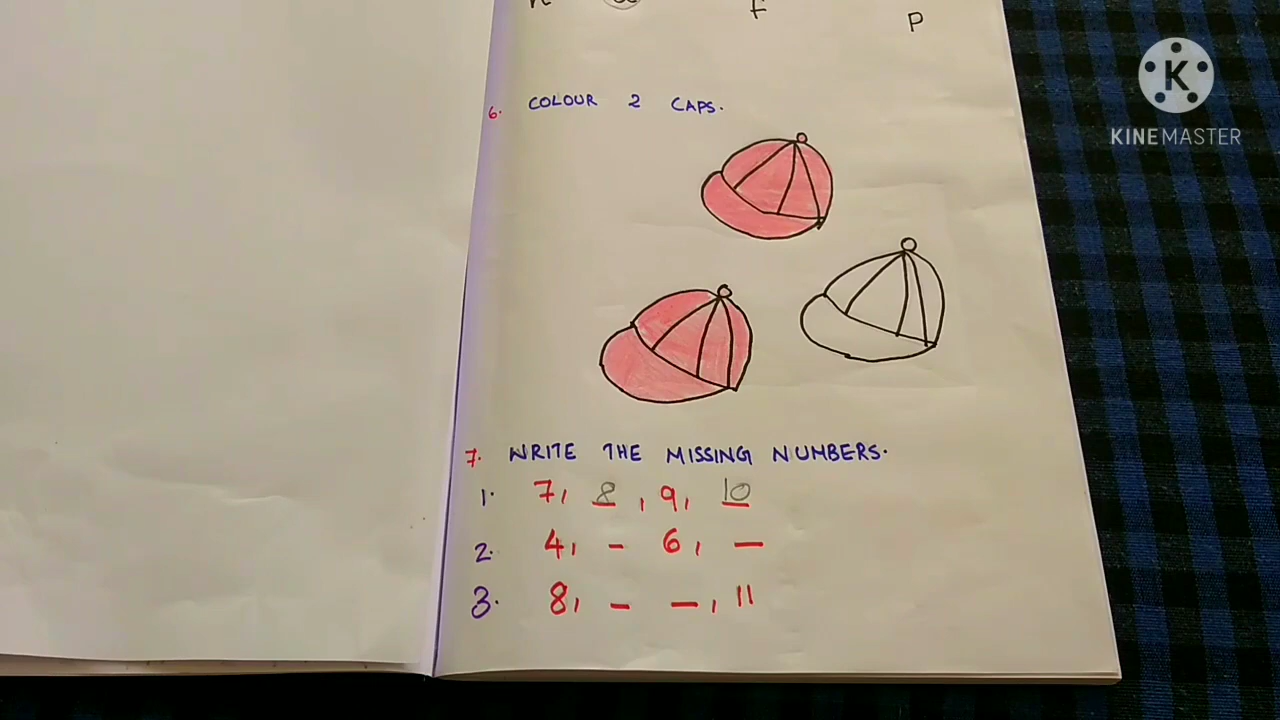 f
P
K
KINEMASTER
6. COLOUR 2 CAPS.
7. WRITE THE MISSING NUMBERS.
1. 7, 8, 9, 10
2. 4, _ 6, _
3. 8, _ _, 11